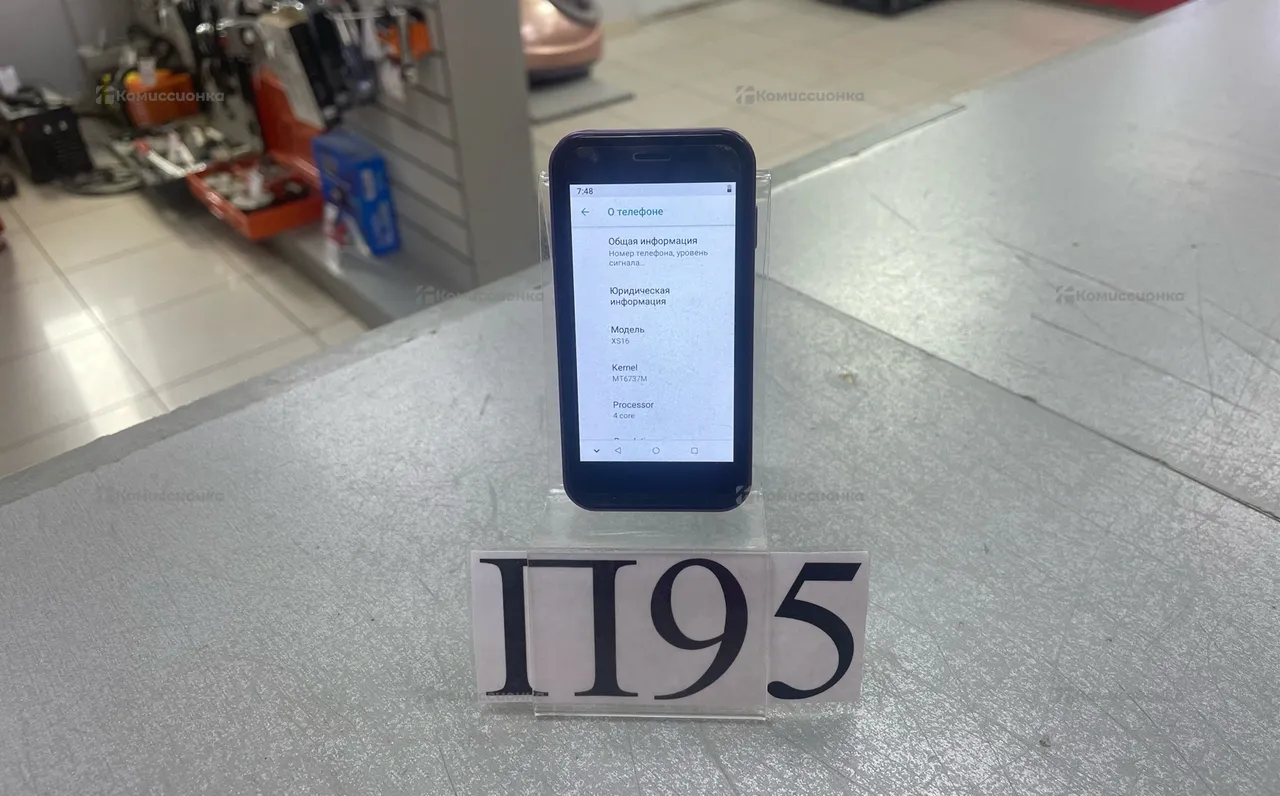 Комиссионка
Комиссионка
7:48
О телефоне
Общая информация
Номер телефона, уровень
сигнала…
Юридическая
информация
Комиссионка
Комиссионка
Модель
XS16
Kernel
MT6737M
Processor
4 core
Комиссионка
Комиссионка
П95